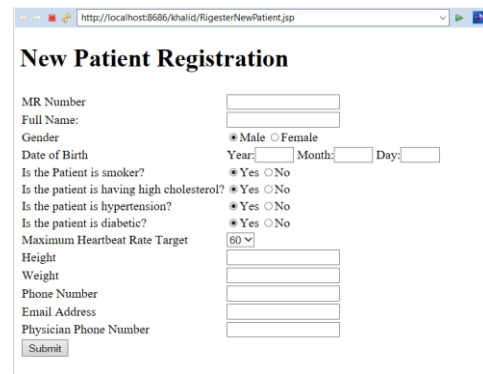 http://localhost:8686/khalid/RigesterNewPatient.jsp
New Patient Registration
MR Number
Full Name:
Gender Male Female
Date of Birth Year: Month: Day:
Is the Patient is smoker? Yes No
Is the patient is having high cholesterol? Yes No
Is the patient is hypertension? Yes No
Is the patient is diabetic? Yes No
Maximum Heartbeat Rate Target 60
Height
Weight
Phone Number
Email Address
Physician Phone Number
Submit